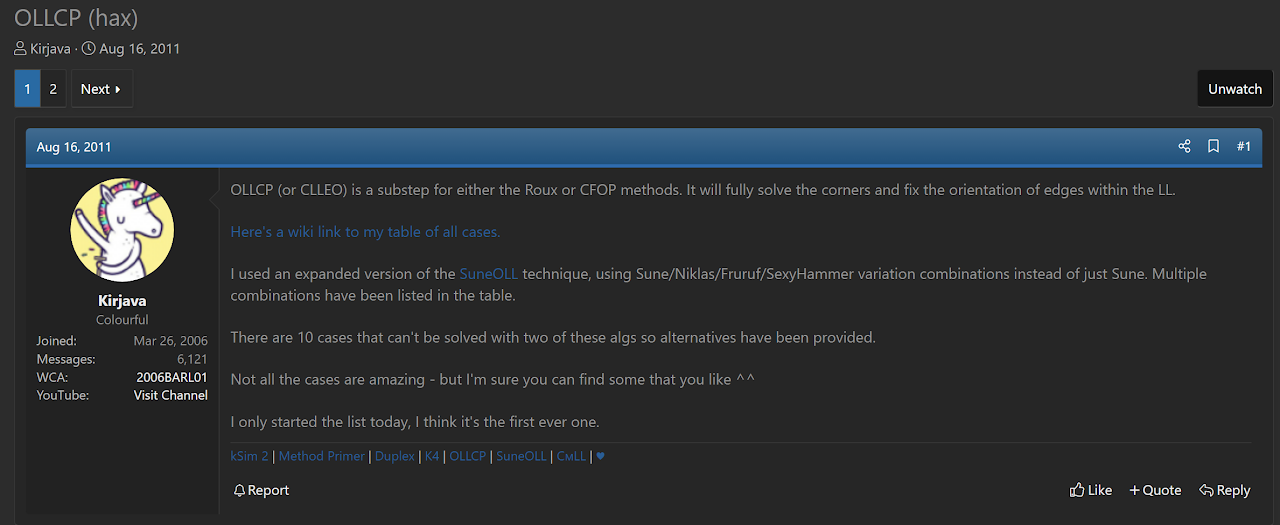 OLLCP (hax)
Kirjava · Aug 16, 2011
1 2 Next
Unwatch
Aug 16, 2011
#1
Kirjava
Colourful
Joined: Mar 26, 2006
Messages: 6,121
WCA: 2006BARL01
YouTube: Visit Channel
OLLCP (or CLLEO) is a substep for either the Roux or CFOP methods. It will fully solve the corners and fix the orientation of edges within the LL.
Here's a wiki link to my table of all cases.
I used an expanded version of the SuneOLL technique, using Sune/Niklas/Fruruf/SexyHammer variation combinations instead of just Sune. Multiple
combinations have been listed in the table.
There are 10 cases that can't be solved with two of these algs so alternatives have been provided.
Not all the cases are amazing - but I'm sure you can find some that you like ^^
I only started the list today, I think it's the first ever one.
kSim 2 | Method Primer | Duplex | K4 | OLLCP | SuneOLL | CмLL | ♥
Report
Like + Quote Reply